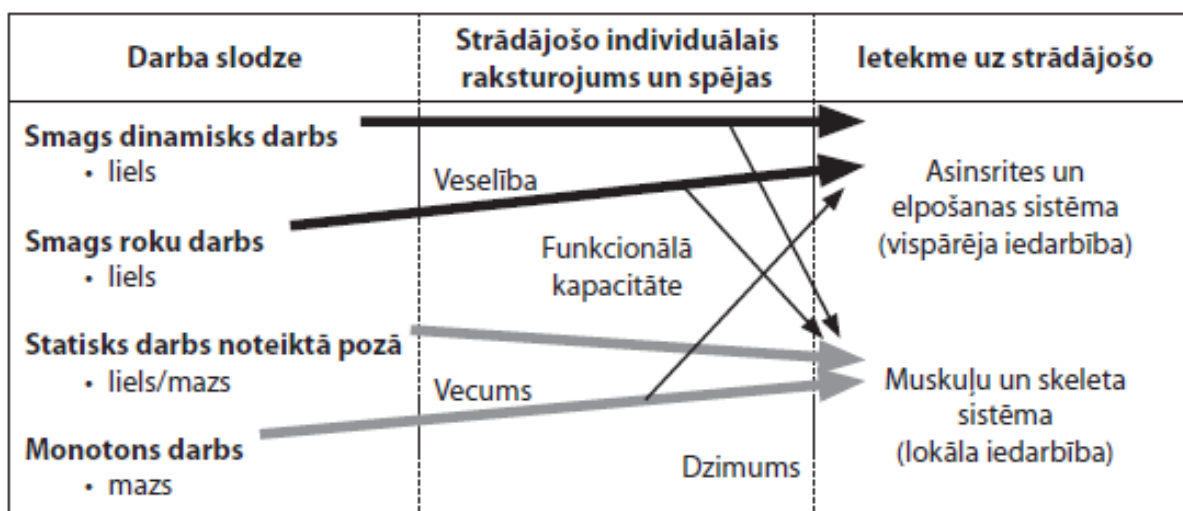 Darba slodze
Strādājošo individuālais
raksturojums un spējas
Ietekme uz strādājošo
Smags dinamisks darbs
• liels
Smags roku darbs
• liels
Statisks darbs noteiktā pozā
• liels/mazs
Monotons darbs
• mazs
Veselība
Funkcionālā
kapacitāte
Vecums
Dzimums
Asinsrites un
elpošanas sistēma
(vispārēja iedarbība)
Muskuļu un skeleta
sistēma
(lokāla iedarbība)